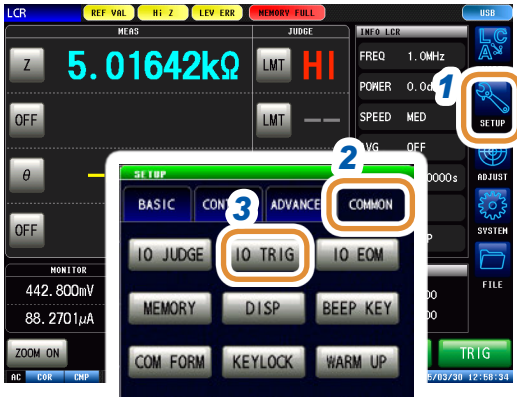 LCR REF VAL Hi Z LEV ERR MEMORY FULL USB
MEAS JUDGE INFO LCR
Z 5.01642kΩ LMT HI
FREQ 1.0MHz
POWER 0.0d
OFF LMT --
SPEED MED
AVG OFF
θ
0000s
OFF
P
LC
A
1
SETUP
ADJUST
SYSTEM
FILE
2
SETUP
BASIC CON 3 ADVANCE COMMON
IO JUDGE IO TRIG IO EOM
MEMORY DISP BEEP KEY
COM FORM KEYLOCK WARM UP
MONITOR
442.800mV
00
88.2701µA
00
ZOOM ON TRIG
AC COR CMP 5/03/30 12:58:34